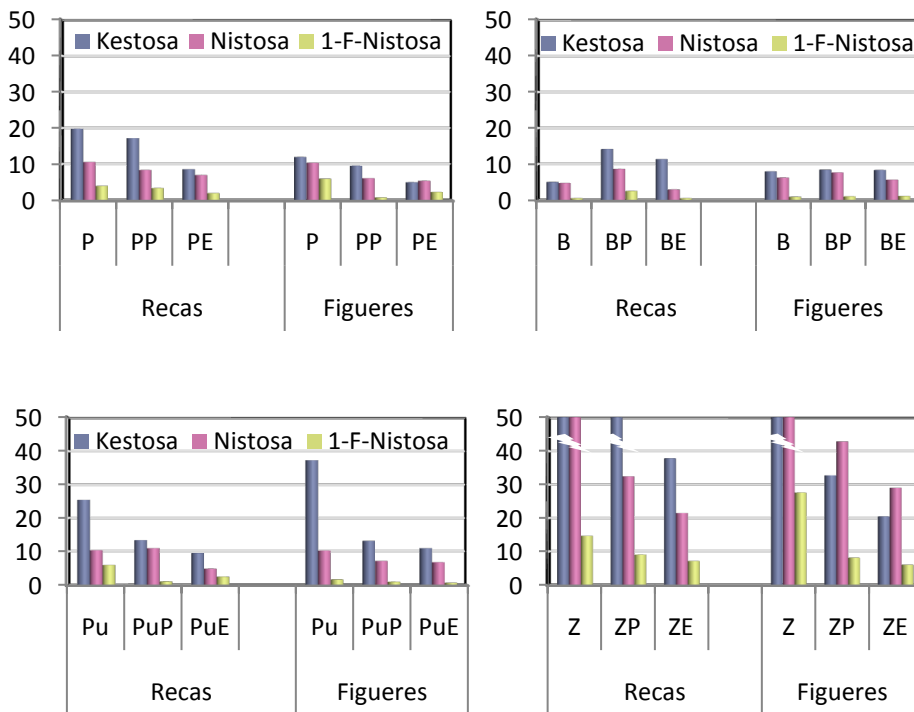 50
Kestosa Nistosa 1-F-Nistosa
40
30
20
10
0
P PP PE P PP PE
Recas Figueres
50
Kestosa Nistosa 1-F-Nistosa
40
30
20
10
0
B BP BE B BP BE
Recas Figueres
50
Kestosa Nistosa 1-F-Nistosa
40
30
20
10
0
Pu PuP PuE Pu PuP PuE
Recas Figueres
50
40
30
20
10
0
Z ZP ZE Z ZP ZE
Recas Figueres